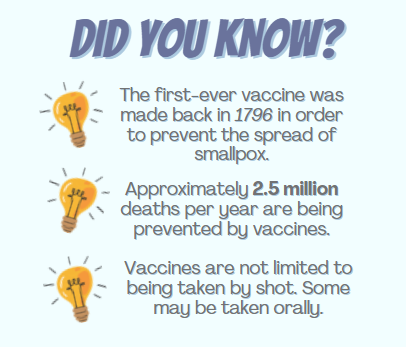 DID YOU KNOW?
The first-ever vaccine was
made back in 1796 in order
to prevent the spread of
smallpox.
Approximately 2.5 million
deaths per year are being
prevented by vaccines.
Vaccines are not limited to
being taken by shot. Some
may be taken orally.